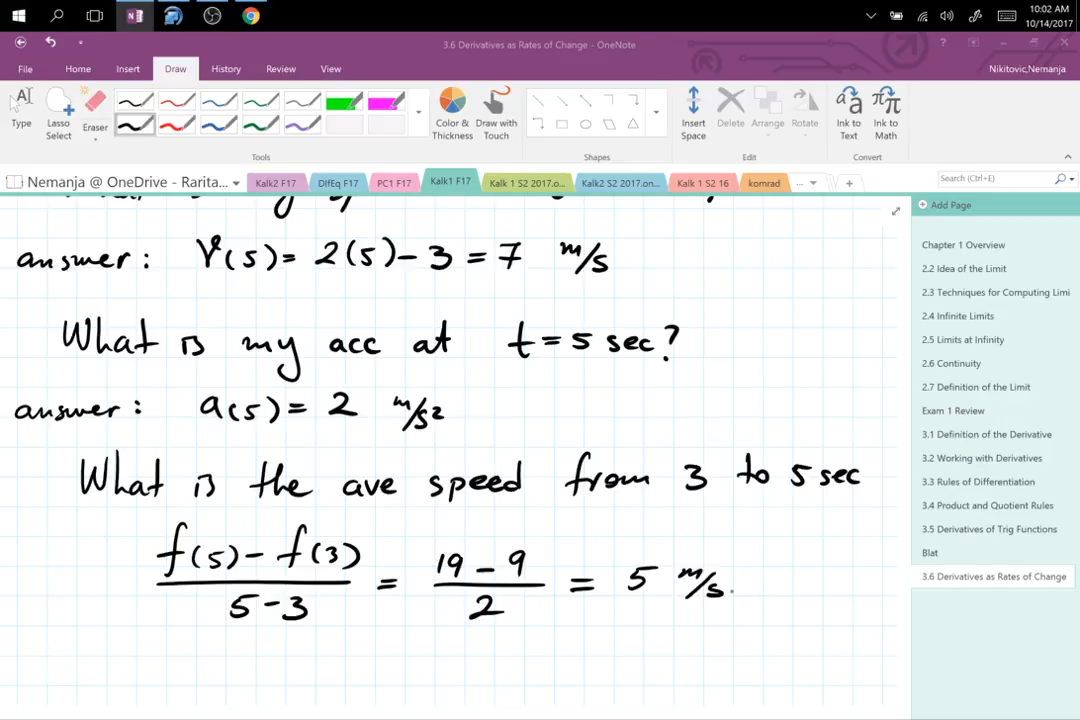 10:02 AM
10/14/2017
3.6 Derivatives as Rates of Change - OneNote
File Home Insert Draw History Review View
Nikitovic,Nemanja
Type Lasso Select Eraser Color & Thickness Draw with Touch Insert Space Delete Arrange Rotate Ink to Text Ink to Math
Tools Shapes Edit Convert
Nemanja @ OneDrive - Rarita... Kalk2 F17 DIfEq F17 PC1 F17 Kalk1 F17 Kalk 1 S2 2017.o... Kalk2 S2 2017.on... Kalk 1 S2 16 komrad ... + Search (Ctrl+E)
answer: V(5) = 2(5) - 3 = 7 m/s
What is my acc at t = 5 sec?
answer: a(5) = 2 m/s2
What is the ave speed from 3 to 5 sec
f(5) - f(3) / 5 - 3 = 19 - 9 / 2 = 5 m/s.
Add Page
Chapter 1 Overview
2.2 Idea of the Limit
2.3 Techniques for Computing Limi
2.4 Infinite Limits
2.5 Limits at Infinity
2.6 Continuity
2.7 Definition of the Limit
Exam 1 Review
3.1 Definition of the Derivative
3.2 Working with Derivatives
3.3 Rules of Differentiation
3.4 Product and Quotient Rules
3.5 Derivatives of Trig Functions
Blat
3.6 Derivatives as Rates of Change